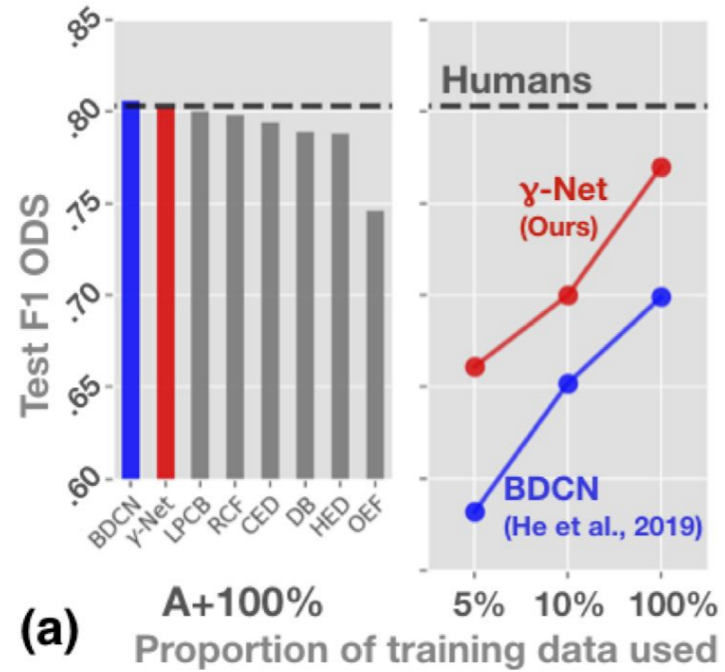 Test F1 ODS
.85
.80
.75
.70
.65
.60
BDCN
γ-Net
LPCB
RCF
CED
DB
HED
OEF
A+100%
Humans
γ-Net
(Ours)
BDCN
(He et al., 2019)
5% 10% 100%
(a)
Proportion of training data used